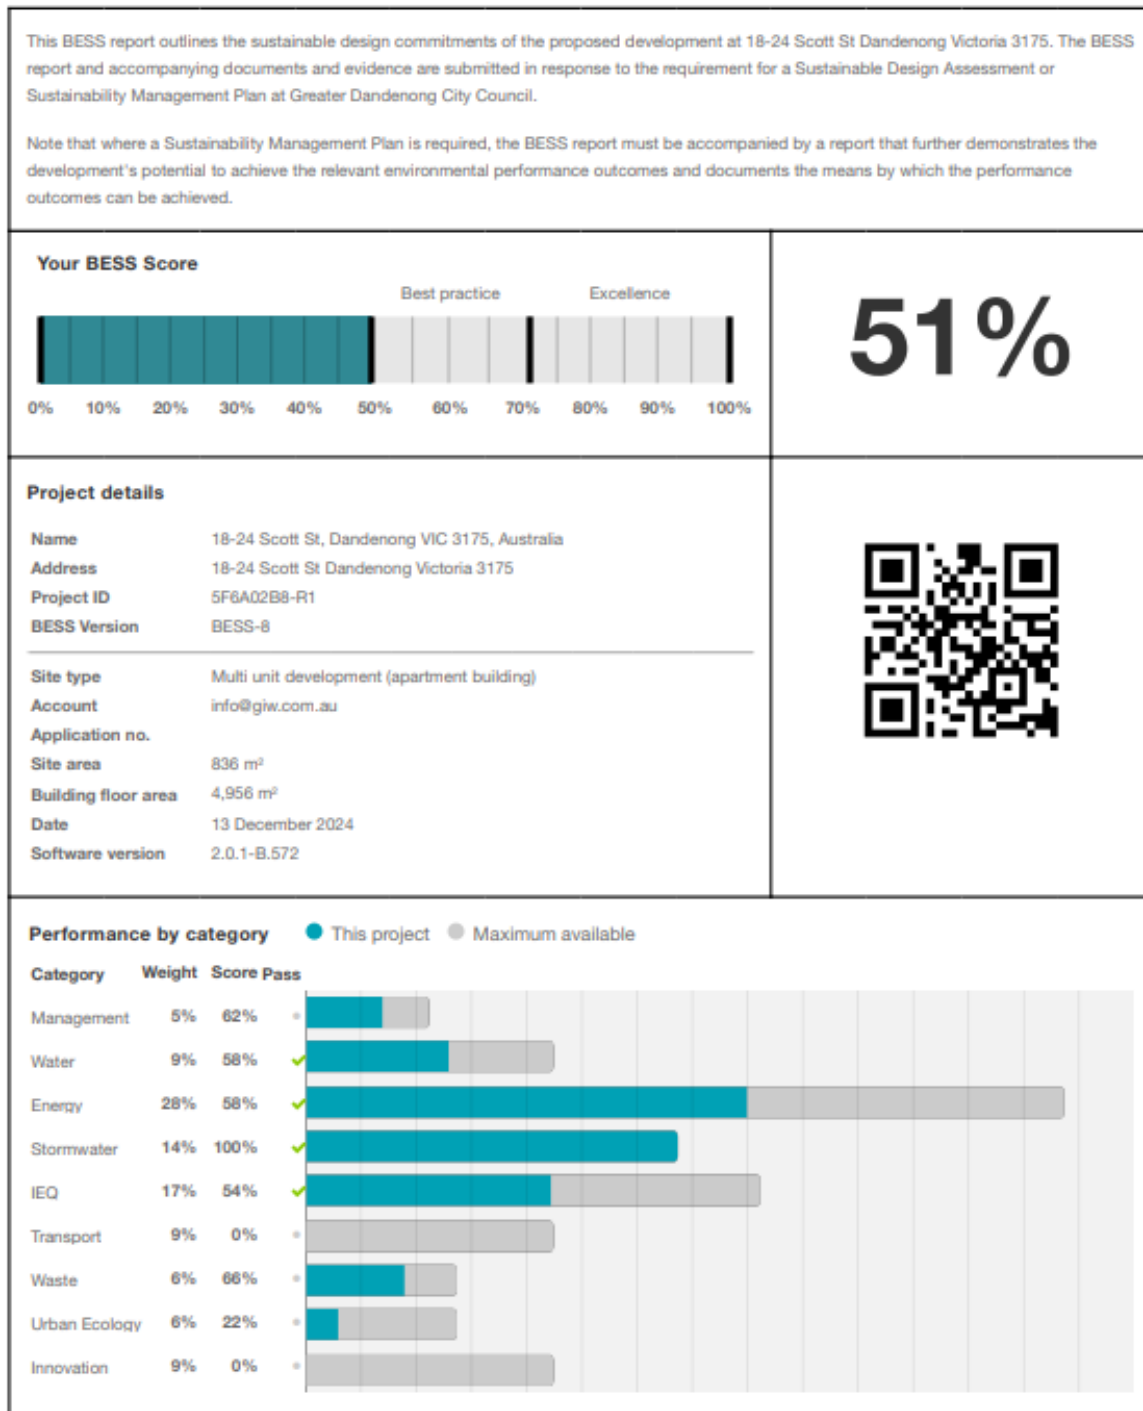 This BESS report outlines the sustainable design commitments of the proposed development at 18-24 Scott St Dandenong Victoria 3175. The BESS
report and accompanying documents and evidence are submitted in response to the requirement for a Sustainable Design Assessment or
Sustainability Management Plan at Greater Dandenong City Council.
Note that where a Sustainability Management Plan is required, the BESS report must be accompanied by a report that further demonstrates the
development's potential to achieve the relevant environmental performance outcomes and documents the means by which the performance
outcomes can be achieved.
Your BESS Score
Best practice Excellence
51%
0% 10% 20% 30% 40% 50% 60% 70% 80% 90% 100%
Project details
Name 18-24 Scott St, Dandenong VIC 3175, Australia
Address 18-24 Scott St Dandenong Victoria 3175
Project ID 5F6A02B8-R1
BESS Version BESS-8
Site type Multi unit development (apartment building)
Account info@giw.com.au
Application no.
Site area 836 m²
Building floor area 4,956 m²
Date 13 December 2024
Software version 2.0.1-B.572
Performance by category This project Maximum available
Category Weight Score Pass
Management 5% 62%
Water 9% 58%
Energy 28% 58%
Stormwater 14% 100%
IEQ 17% 54%
Transport 9% 0%
Waste 6% 66%
Urban Ecology 6% 22%
Innovation 9% 0%